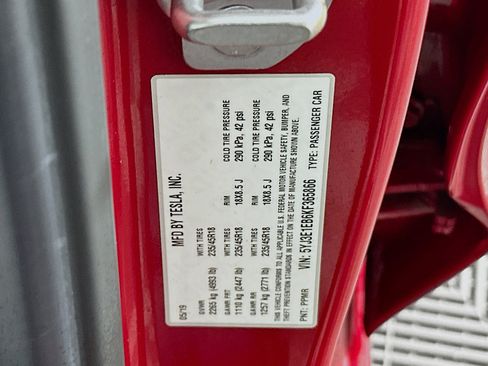 MFD BY TESLA, INC.
05/19
GVWR WITH TIRES RIM COLD TIRE PRESSURE
2265 kg (4993 lb) 235/45R18 18X8.5 J 290 kPa, 42 psi
GAWR FRT WITH TIRES RIM COLD TIRE PRESSURE
1110 kg (2447 lb) 235/45R18 18X8.5 J 290 kPa, 42 psi
GAWR RR
1257 kg (2771 lb)
THIS VEHICLE CONFORMS TO ALL APPLICABLE U.S. FEDERAL MOTOR VEHICLE SAFETY, BUMPER, AND
THEFT PREVENTION STANDARDS IN EFFECT ON THE DATE OF MANUFACTURE SHOWN ABOVE.
VIN: 5YJ3E1EB6KF365866 TYPE: PASSENGER CAR
PNT: PPMR